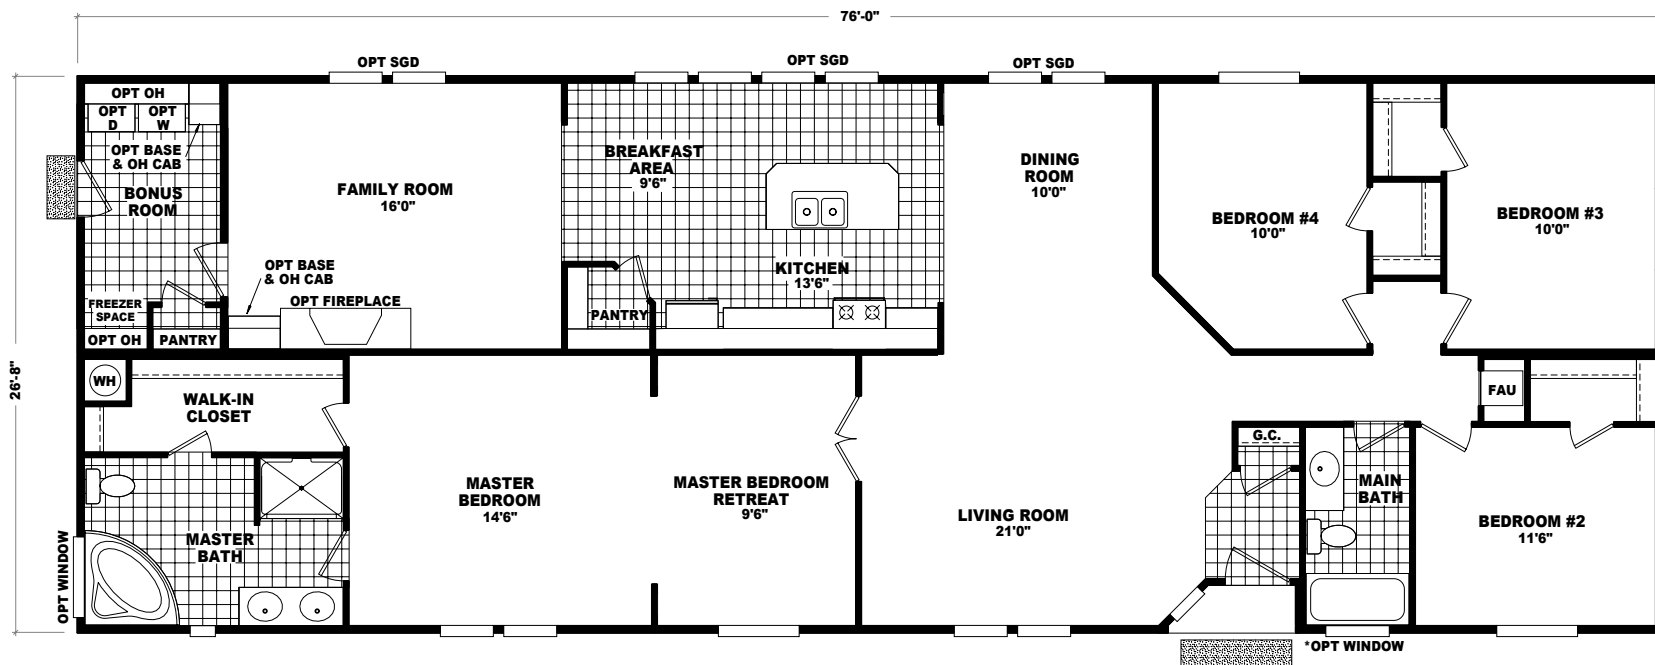 76'-0"
26'-8"
OPT SGD
OPT SGD
OPT SGD
OPT OH
OPT
D
OPT
W
OPT BASE
& OH CAB
BONUS
ROOM
FREEZER
SPACE
OPT OH
PANTRY
FAMILY ROOM
16'0"
OPT BASE
& OH CAB
OPT FIREPLACE
BREAKFAST
AREA
9'6"
KITCHEN
13'6"
PANTRY
DINING
ROOM
10'0"
BEDROOM #4
10'0"
BEDROOM #3
10'0"
WH
WALK-IN
CLOSET
MASTER
BATH
OPT WINDOW
MASTER
BEDROOM
14'6"
MASTER BEDROOM
RETREAT
9'6"
LIVING ROOM
21'0"
G.C.
MAIN
BATH
FAU
BEDROOM #2
11'6"
*OPT WINDOW